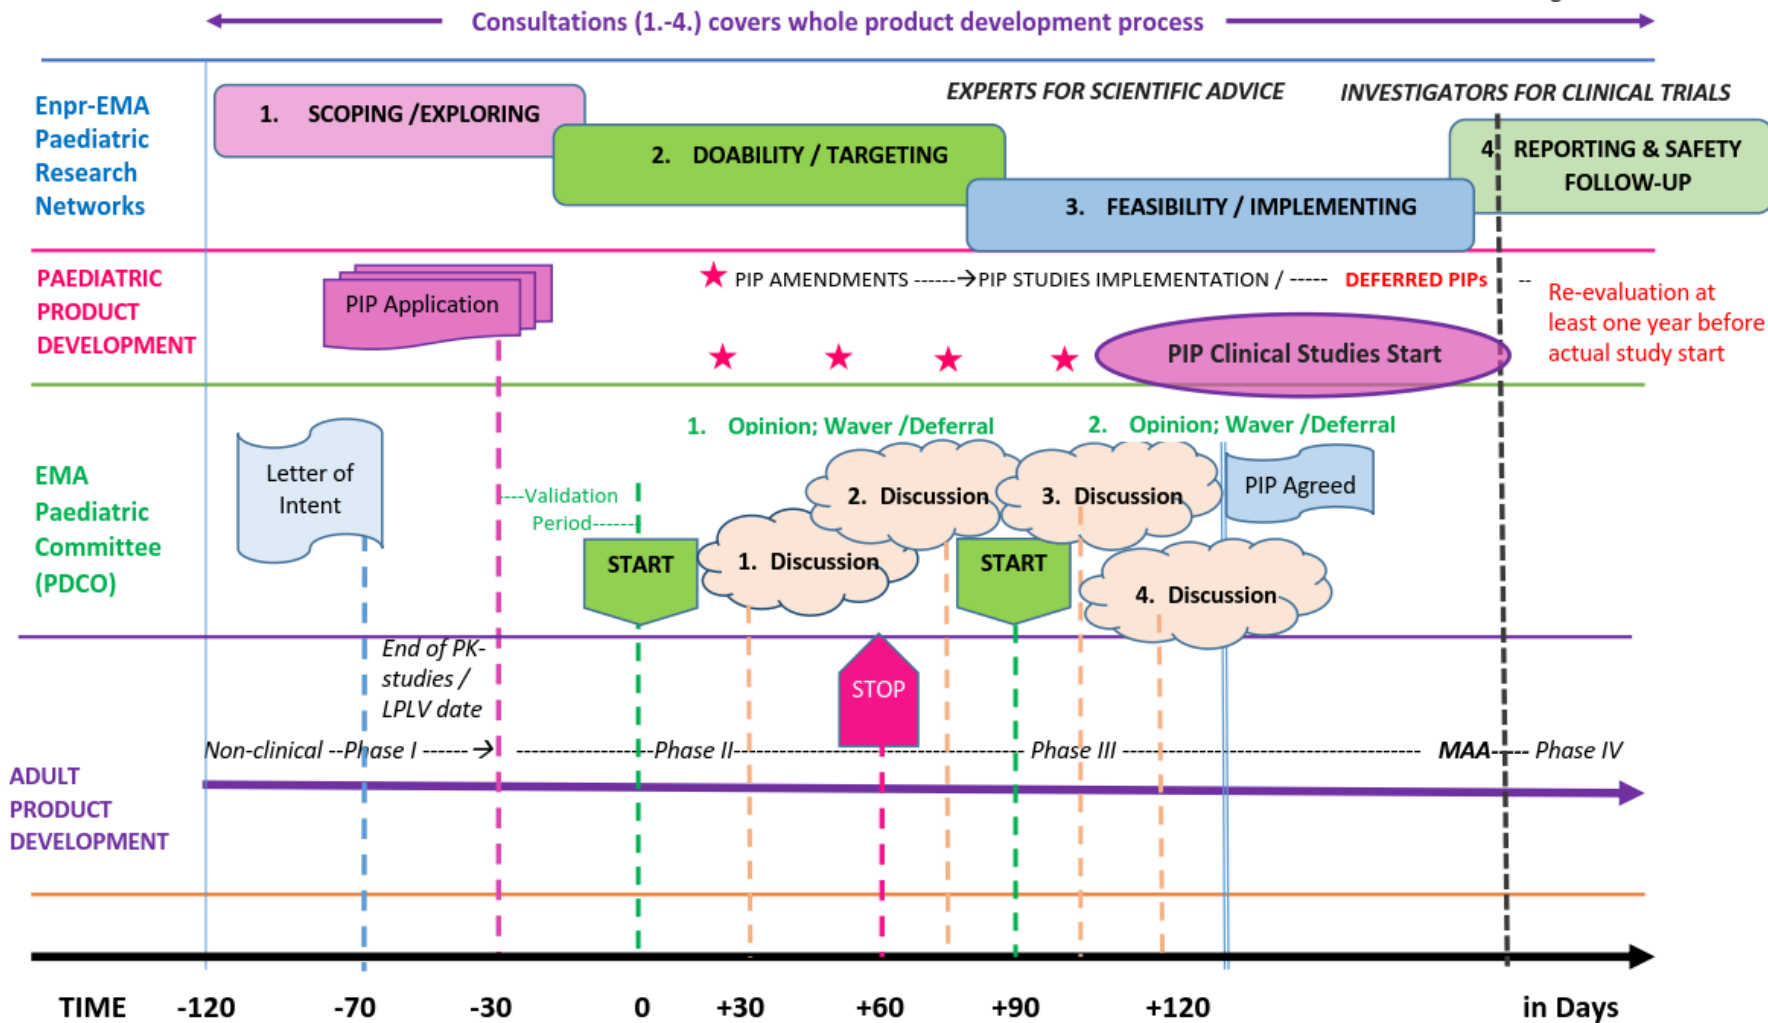 Consultations (1.-4.) covers whole product development process
Enpr-EMA
Paediatric
Research
Networks
1. SCOPING /EXPLORING
2. DOABILITY / TARGETING
EXPERTS FOR SCIENTIFIC ADVICE
INVESTIGATORS FOR CLINICAL TRIALS
3. FEASIBILITY / IMPLEMENTING
4. REPORTING & SAFETY
FOLLOW-UP
PAEDIATRIC
PRODUCT
DEVELOPMENT
PIP Application
PIP AMENDMENTS ------→PIP STUDIES IMPLEMENTATION / ----- DEFERRED PIPs --
Re-evaluation at
least one year before
actual study start
PIP Clinical Studies Start
EMA
Paediatric
Committee
(PDCO)
Letter of
Intent
----Validation
Period------
START
1. Opinion; Waver /Deferral
2. Opinion; Waver /Deferral
1. Discussion
2. Discussion
START
3. Discussion
4. Discussion
PIP Agreed
End of PK-
studies /
LPLV date
STOP
Non-clinical --Phase I ------→ -----------------Phase II----------------------------------Phase III------------------------------------- MAA----- Phase IV
ADULT
PRODUCT
DEVELOPMENT
TIME -120 -70 -30 0 +30 +60 +90 +120 in Days